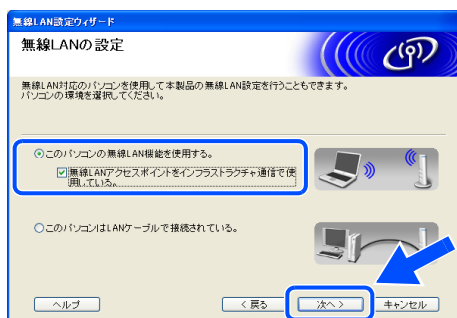 無線LAN設定ウィザード
無線LANの設定
無線LAN対応のパソコンを使用して本製品の無線LAN設定を行うこともできます。
パソコンの環境を選択してください。
このパソコンの無線LAN機能を使用する。
無線LANアクセスポイントをインフラストラクチャ通信で使
用している。
このパソコンはLANケーブルで接続されている。
ヘルプ
< 戻る
次へ >
キャンセル